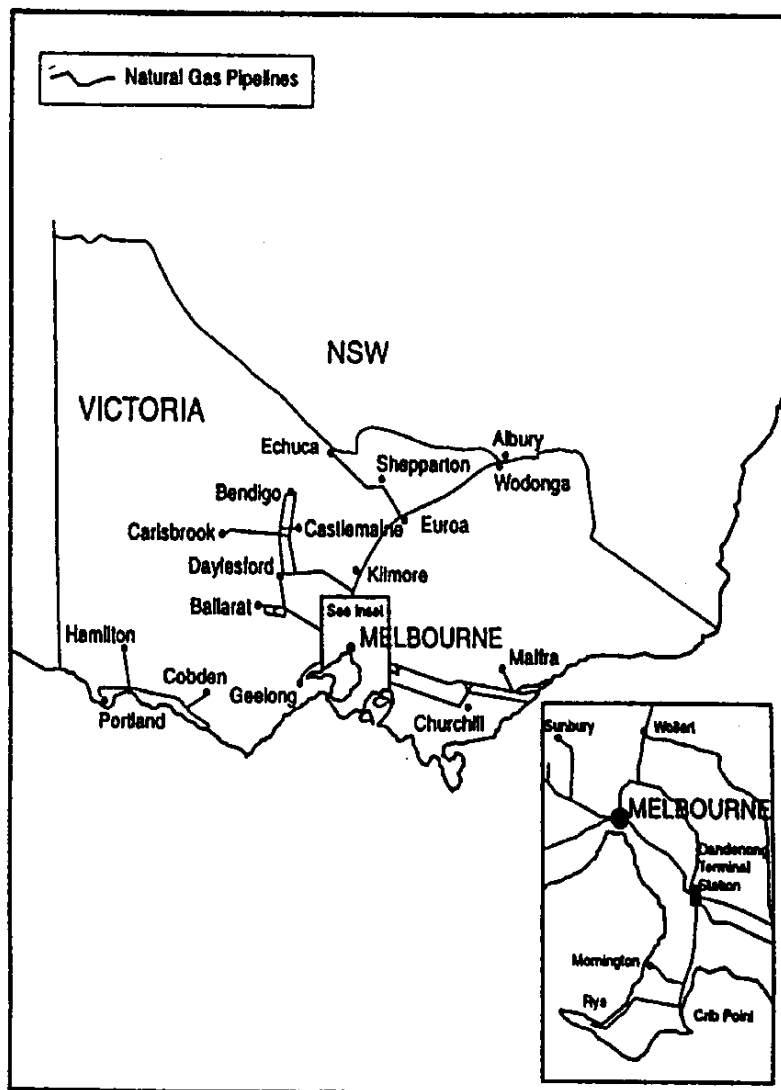 Natural Gas Pipelines
NSW
VICTORIA
Echuca
Albury
Shepparton
Wodonga
Bendigo
Castlemaine
Euroa
Carlsbrook
Daylesford
Kilmore
Ballarat
See Inset
MELBOURNE
Hamilton
Maffra
Cobden
Geelong
Portland
Churchill
Sunbury
Wollert
MELBOURNE
Dandenong
Terminal
Station
Mornington
Rye
Crib Point